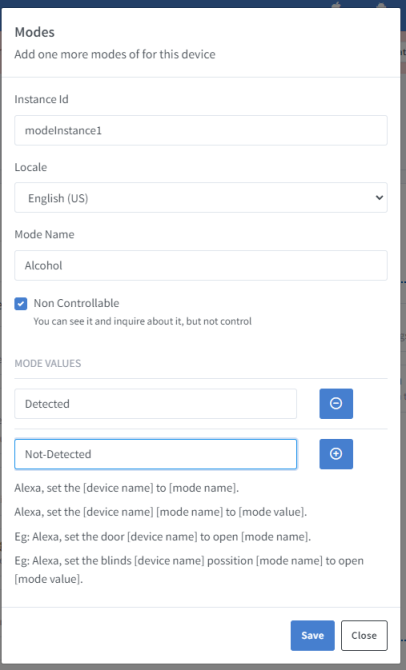 Modes
Add one more modes of for this device
Instance Id
modeInstance1
Locale
English (US)
Mode Name
Alcohol
Non Controllable
You can see it and inquire about it, but not control
MODE VALUES
Detected
Not-Detected
Alexa, set the [device name] to [mode name].
Alexa, set the [device name] [mode name] to [mode value].
Eg: Alexa, set the door [device name] to open [mode name].
Eg: Alexa, set the blinds [device name] possition [mode name] to open
[mode value].
Save Close